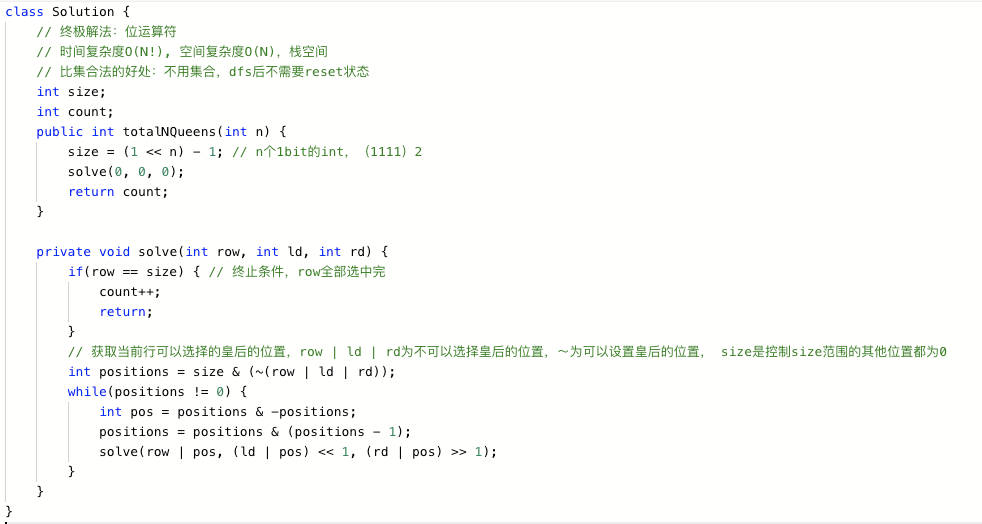 class Solution {
    // 终极解法：位运算符
    // 时间复杂度O(N!), 空间复杂度O(N), 栈空间
    // 比集合法的好处：不用集合，dfs后不需要reset状态
    int size;
    int count;
    public int totalNQueens(int n) {
        size = (1 << n) - 1; // n个1bit的int, （1111）2
        solve(0, 0, 0);
        return count;
    }

    private void solve(int row, int ld, int rd) {
        if(row == size) { // 终止条件，row全部选中完
            count++;
            return;
        }
        // 获取当前行可以选择的皇后的位置，row | ld | rd为不可以选择皇后的位置，～为可以设置皇后的位置， size是控制size范围的其他位置都为0
        int positions = size & (~(row | ld | rd));
        while(positions != 0) {
            int pos = positions & -positions;
            positions = positions & (positions - 1);
            solve(row | pos, (ld | pos) << 1, (rd | pos) >> 1);
        }
    }
}